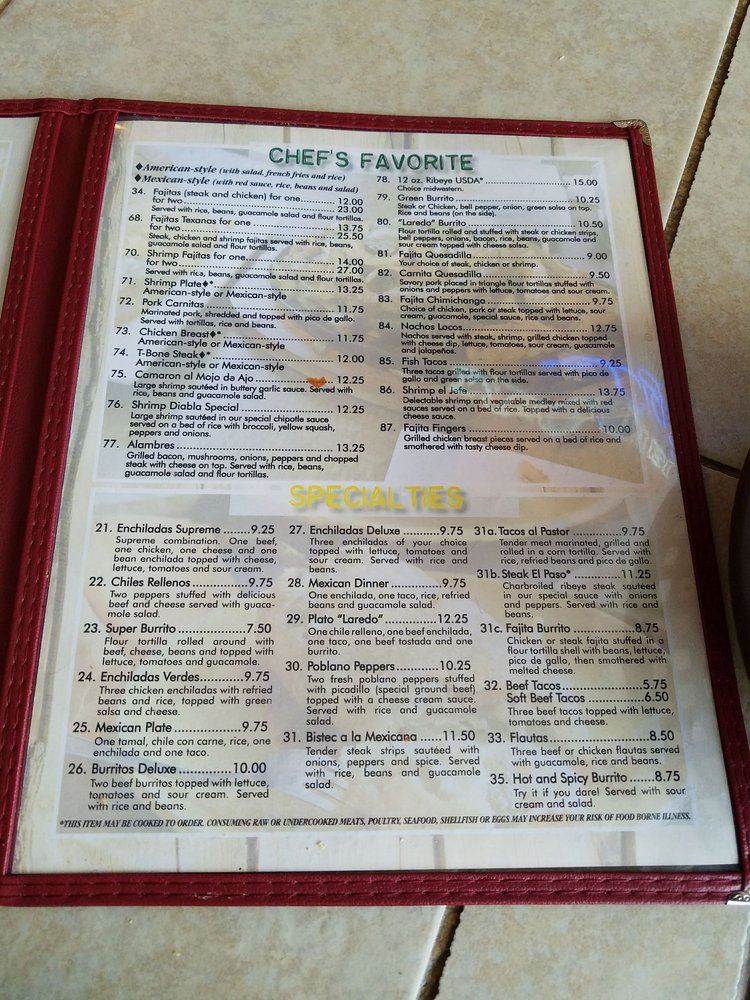 CHEF'S FAVORITE
♦American-style (with salad, french fries and rice)
♦Mexican-style (with red sauce, rice, beans and salad)
34. Fajitas (steak and chicken) for one ............ 12.00
for two ............ 23.00
Served with rice, beans, guacamole salad and flour tortillas.
68. Fajitas Texanas for one ............ 13.75
for two ............ 25.50
Steak, chicken and shrimp fajitas served with rice, beans,
guacamole salad and flour tortillas.
70. Shrimp Fajitas for one............ 14.00
for two ............ 27.00
Served with rice, beans, guacamole salad and flour tortillas.
71. Shrimp Plate♦* ............ 13.25
American-style or Mexican-style
72. Pork Carnitas ............ 11.75
Marinated pork, shredded and topped with pico de gallo.
Served with tortillas, rice and beans.
73. Chicken Breast♦* ............ 11.75
American-style or Mexican-style
74. T-Bone Steak♦* ............ 12.00
American-style or Mexican-style
75. Camaron al Mojo de Ajo ............ 12.25
Large shrimp sautéed in buttery garlic sauce. Served with
rice, beans and guacamole salad.
76. Shrimp Diabla Special ............ 12.25
Large shrimp sautéed in our special chipotle sauce
served on a bed of rice with broccoli, yellow squash,
peppers and onions.
77. Alambres ............ 13.25
Grilled bacon, mushrooms, onions, peppers and chopped
steak with cheese on top. Served with rice, beans,
guacamole salad and flour tortillas.
78. 12 oz. Ribeye USDA* ............ 15.00
Choice midwestern.
79. Green Burrito ............ 10.25
Steak or Chicken, bell pepper, onion, green salsa on top.
Rice and beans (on the side).
80. "Laredo" Burrito ............ 10.50
Flour tortilla rolled and stuffed with steak or chicken strips,
bell peppers, onions, bacon, rice, beans, guacamole and
sour cream topped with cheese salsa.
81. Fajita Quesadilla ............ 9.00
Your choice of steak, chicken or shrimp.
82. Carnita Quesadilla ............ 9.50
Savory pork placed in triangle flour tortillas stuffed with
onions and peppers with lettuce, tomatoes and sour cream.
83. Fajita Chimichanga ............ 9.75
Choice of chicken, pork or steak topped with lettuce, sour
cream, guacamole, special sauce, rice and beans.
84. Nachos Locos ............ 12.75
Nachos served with steak, shrimp, grilled chicken topped
with cheese dip, lettuce, tomatoes, sour cream, guacamole
and jalapeños.
85. Fish Tacos ............ 9.25
Three tacos grilled with flour tortillas served with pico de
gallo and green salsa on the side.
86. Shrimp el Jefe ............ 13.75
Delectable shrimp and vegetable medley mixed with red
sauces served on a bed of rice. Topped with a delicious
cheese sauce.
87. Fajita Fingers ............ 10.00
Grilled chicken breast pieces served on a bed of rice and
smothered with tasty cheese dip.
SPECIALTIES
21. Enchiladas Supreme ........9.25
Supreme combination. One beef,
one chicken, one cheese and one
bean enchilada topped with cheese,
lettuce, tomatoes and sour cream.
22. Chiles Rellenos ............9.75
Two peppers stuffed with delicious
beef and cheese served with guaca-
mole salad.
23. Super Burrito ............7.50
Flour tortilla rolled around with
beef, cheese, beans and topped with
lettuce, tomatoes and guacamole.
24. Enchiladas Verdes............9.75
Three chicken enchiladas with refried
beans and rice, topped with green
salsa and cheese.
25. Mexican Plate ............9.75
One tamal, chile con carne, rice, one
enchilada and one taco.
26. Burritos Deluxe ............10.00
Two beef burritos topped with lettuce,
tomatoes and sour cream. Served
with rice and beans.
27. Enchiladas Deluxe ............9.75
Three enchiladas of your choice
topped with lettuce, tomatoes and
sour cream. Served with rice and
beans.
28. Mexican Dinner ............9.75
One enchilada, one taco, rice, refried
beans and guacamole salad.
29. Plato "Laredo" ............12.25
One chile relleno, one beef enchilada,
one taco, one beef tostada and one
burrito.
30. Poblano Peppers............10.25
Two fresh poblano peppers stuffed
with picadillo (special ground beef)
topped with a cheese cream sauce.
Served with rice and guacamole
salad.
31. Bistec a la Mexicana ......11.50
Tender steak strips sautéed with
onions, peppers and spice. Served
with rice, beans and guacamole
salad.
31a. Tacos al Pastor ............9.75
Tender meat marinated, grilled and
rolled in a corn tortilla. Served with
rice, refried beans and pico de gallo.
31b. Steak El Paso* ............11.25
Charbroiled ribeye steak sautéed
in our special sauce with onions
and peppers. Served with rice and
beans.
31c. Fajita Burrito ............8.75
Chicken or steak fajita stuffed in a
flour tortilla shell with beans, lettuce,
pico de gallo, then smothered with
melted cheese.
32. Beef Tacos............5.75
Soft Beef Tacos ............6.50
Three beef tacos topped with lettuce,
tomatoes and cheese.
33. Flautas............8.50
Three beef or chicken flautas served
with guacamole, rice and beans.
35. Hot and Spicy Burrito ......8.75
Try it if you dare! Served with sour
cream and salad.
*THIS ITEM MAY BE COOKED TO ORDER. CONSUMING RAW OR UNDERCOOKED MEATS, POULTRY, SEAFOOD, SHELLFISH OR EGGS MAY INCREASE YOUR RISK OF FOOD BORNE ILLNESS.